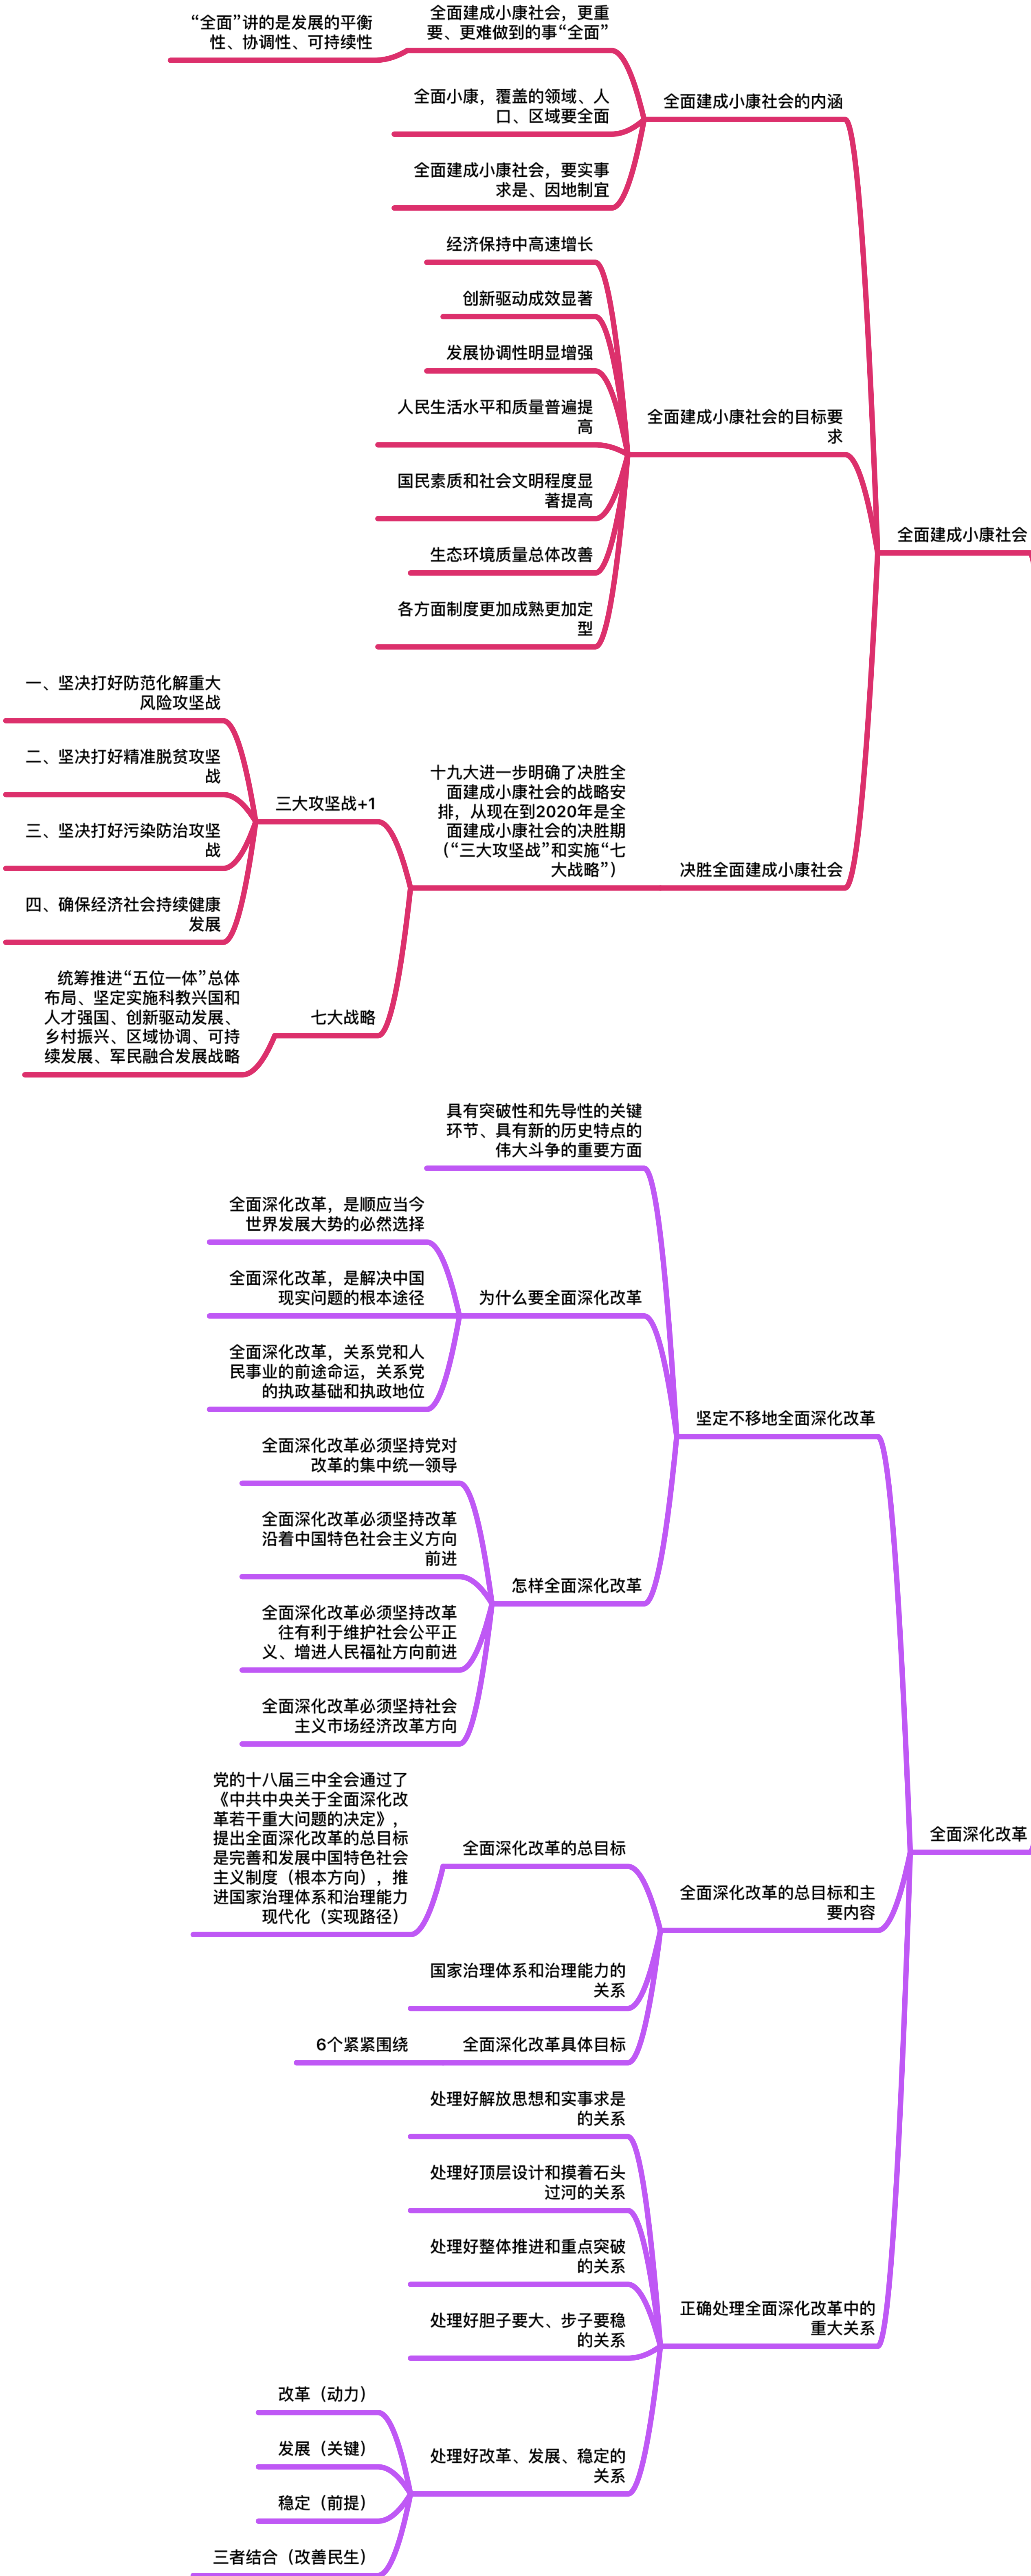 全面建成小康社会
全面建成小康社会的内涵
全面建成小康社会，更重
要、更难做到的事“全面”
“全面”讲的是发展的平衡
性、协调性、可持续性
全面小康，覆盖的领域、人
口、区域要全面
全面建成小康社会，要实事
求是、因地制宜
全面建成小康社会的目标要
求
经济保持中高速增长
创新驱动成效显著
发展协调性明显增强
人民生活水平和质量普遍提
高
国民素质和社会文明程度显
著提高
生态环境质量总体改善
各方面制度更加成熟更加定
型
决胜全面建成小康社会
十九大进一步明确了决胜全
面建成小康社会的战略安
排，从现在到2020年是全
面建成小康社会的决胜期
（“三大攻坚战”和实施“七
大战略”）
三大攻坚战+1
一、坚决打好防范化解重大
风险攻坚战
二、坚决打好精准脱贫攻坚
战
三、坚决打好污染防治攻坚
战
四、确保经济社会持续健康
发展
七大战略
统筹推进“五位一体”总体
布局、坚定实施科教兴国和
人才强国、创新驱动发展、
乡村振兴、区域协调、可持
续发展、军民融合发展战略
全面深化改革
坚定不移地全面深化改革
具有突破性和先导性的关键
环节、具有新的历史特点的
伟大斗争的重要方面
为什么要全面深化改革
全面深化改革，是顺应当今
世界发展大势的必然选择
全面深化改革，是解决中国
现实问题的根本途径
全面深化改革，关系党和人
民事业的前途命运，关系党
的执政基础和执政地位
怎样全面深化改革
全面深化改革必须坚持党对
改革的集中统一领导
全面深化改革必须坚持改革
沿着中国特色社会主义方向
前进
全面深化改革必须坚持改革
往有利于维护社会公平正
义、增进人民福祉方向前进
全面深化改革必须坚持社会
主义市场经济改革方向
全面深化改革的总目标和主
要内容
全面深化改革的总目标
党的十八届三中全会通过了
《中共中央关于全面深化改
革若干重大问题的决定》，
提出全面深化改革的总目标
是完善和发展中国特色社会
主义制度（根本方向），推
进国家治理体系和治理能力
现代化（实现路径）
国家治理体系和治理能力的
关系
全面深化改革具体目标
6个紧紧围绕
正确处理全面深化改革中的
重大关系
处理好解放思想和实事求是
的关系
处理好顶层设计和摸着石头
过河的关系
处理好整体推进和重点突破
的关系
处理好胆子要大、步子要稳
的关系
处理好改革、发展、稳定的
关系
改革（动力）
发展（关键）
稳定（前提）
三者结合（改善民生）